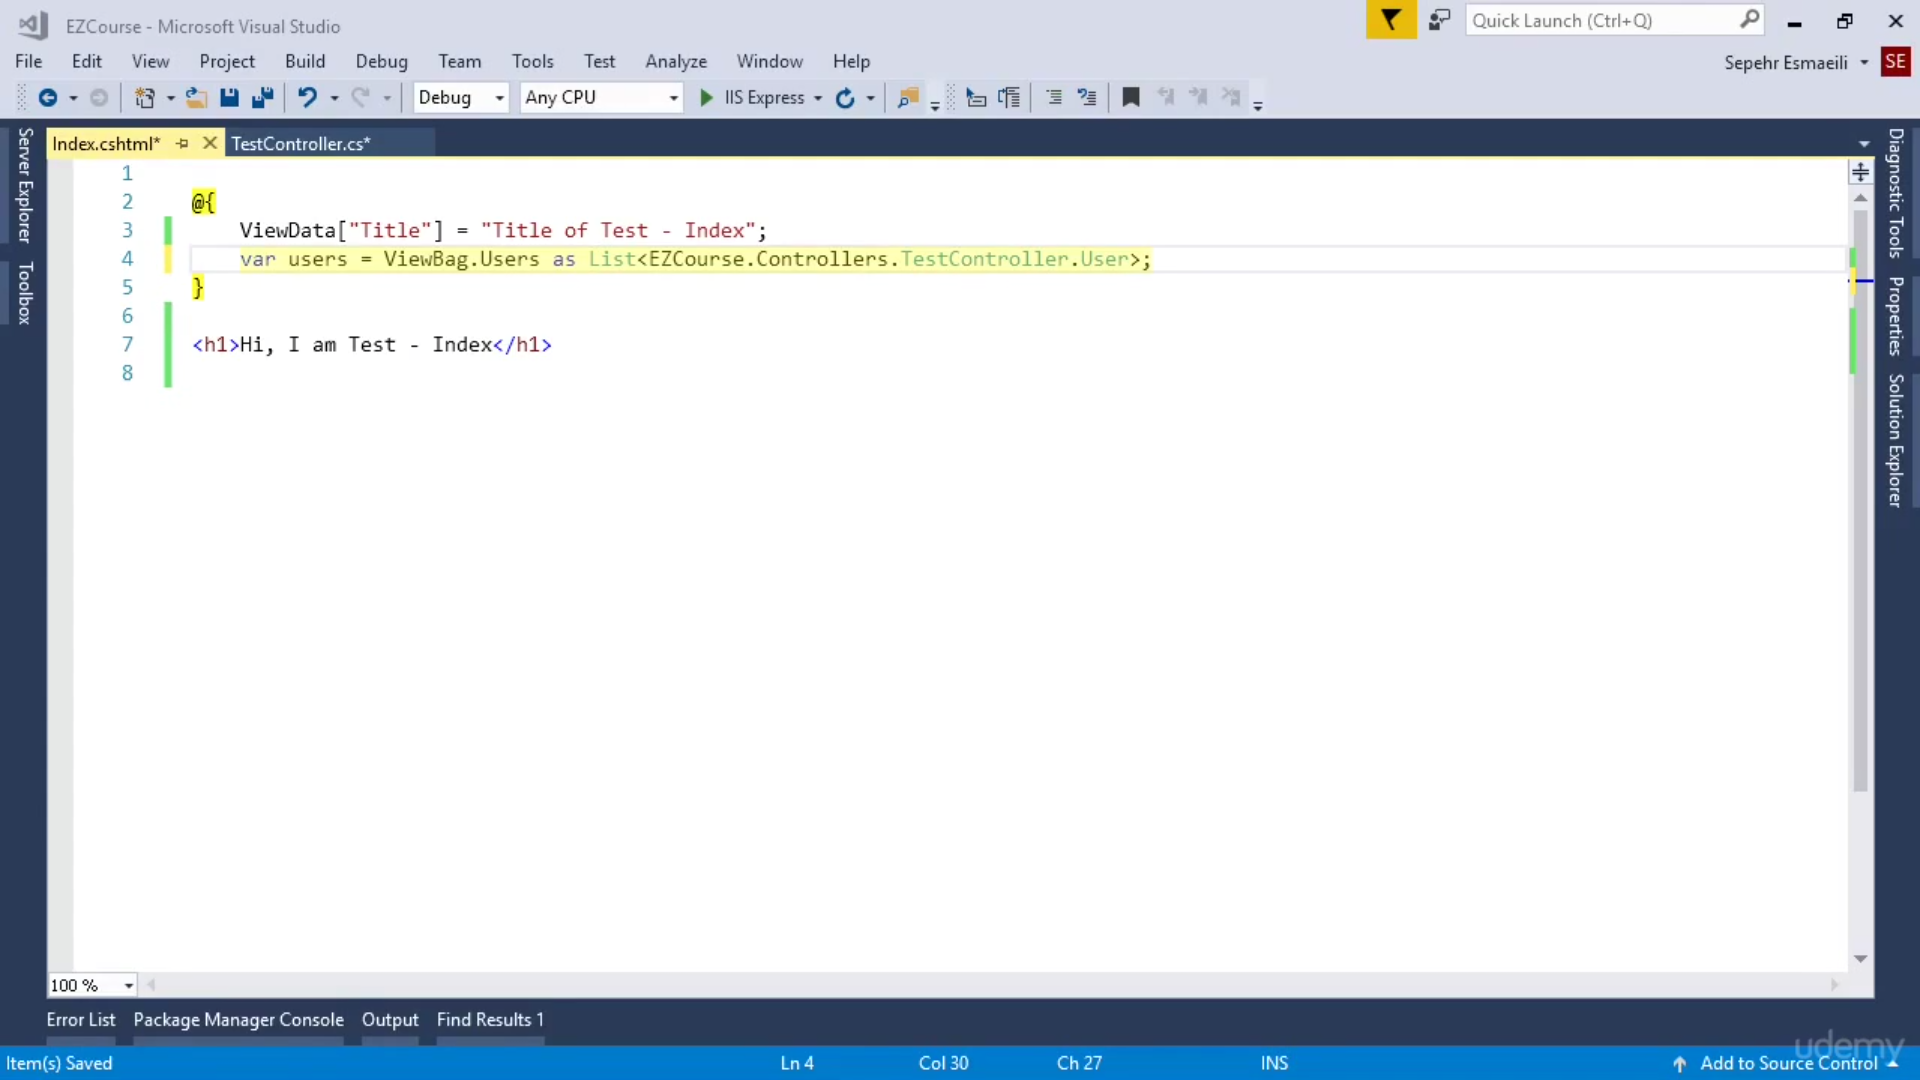 EZCourse - Microsoft Visual Studio
Quick Launch (Ctrl+Q)
File Edit View Project Build Debug Team Tools Test Analyze Window Help
Sepehr Esmaeili SE
Debug Any CPU IIS Express
Server Explorer
Toolbox
Index.cshtml* TestController.cs*
1
2 @{
3 ViewData["Title"] = "Title of Test - Index";
4 var users = ViewBag.Users as List<EZCourse.Controllers.TestController.User>;
5 }
6
7 <h1>Hi, I am Test - Index</h1>
8
Diagnostic Tools
Properties
Solution Explorer
100 %
Error List Package Manager Console Output Find Results 1
Item(s) Saved Ln 4 Col 30 Ch 27 INS Add to Source Control
udemy